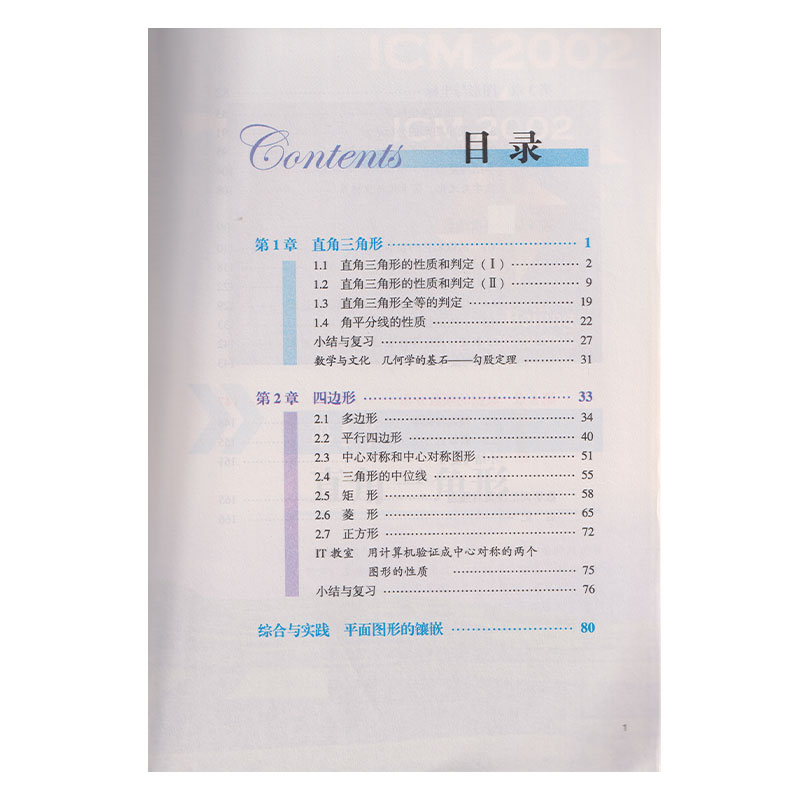 Contents 目录
第1章 直角三角形 1
1.1 直角三角形的性质和判定(Ⅰ) 2
1.2 直角三角形的性质和判定(Ⅱ) 9
1.3 直角三角形全等的判定 19
1.4 角平分线的性质 22
小结与复习 27
数学与文化 几何学的基石——勾股定理 31
第2章 四边形 33
2.1 多边形 34
2.2 平行四边形 40
2.3 中心对称和中心对称图形 51
2.4 三角形的中位线 55
2.5 矩 形 58
2.6 菱 形 65
2.7 正方形 72
IT教室 用计算机验证成中心对称的两个
图形的性质 75
小结与复习 76
综合与实践 平面图形的镶嵌 80
1
ICM 2002
ICM 2002